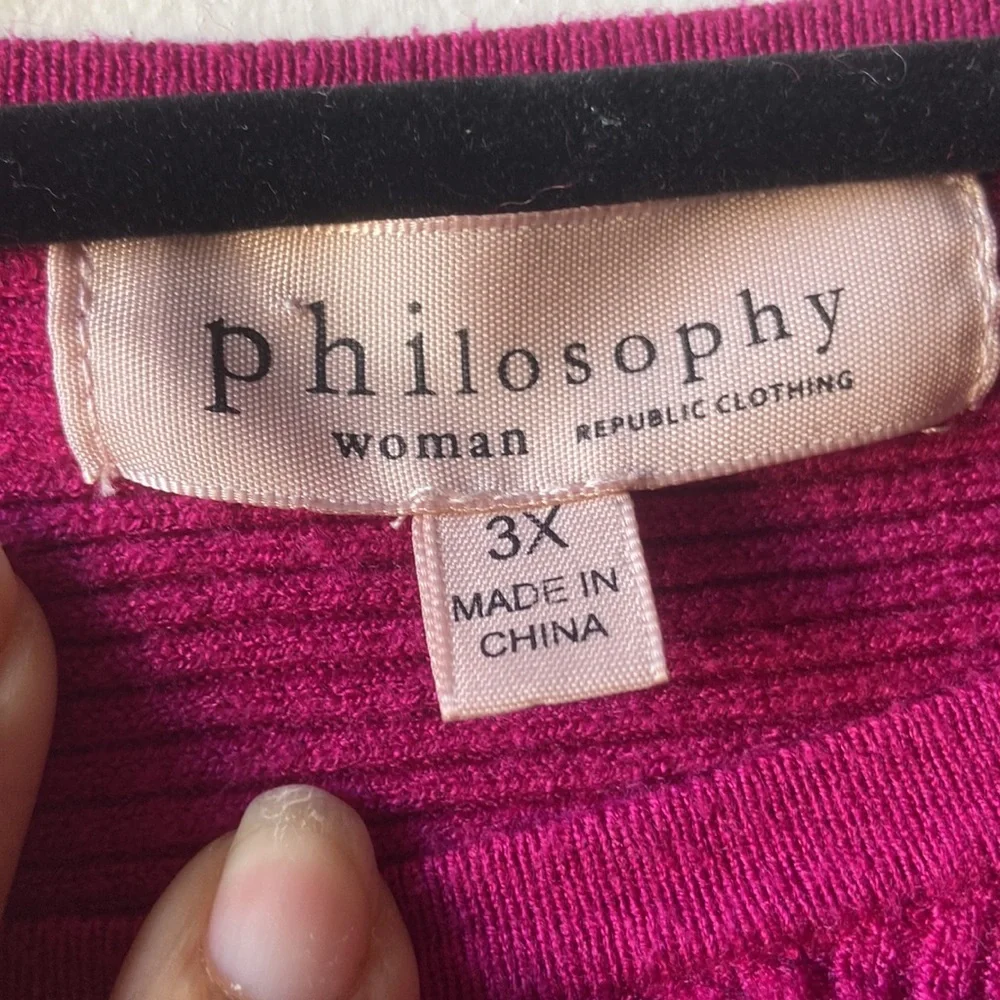 philosophy
woman REPUBLIC CLOTHING
3X
MADE IN
CHINA